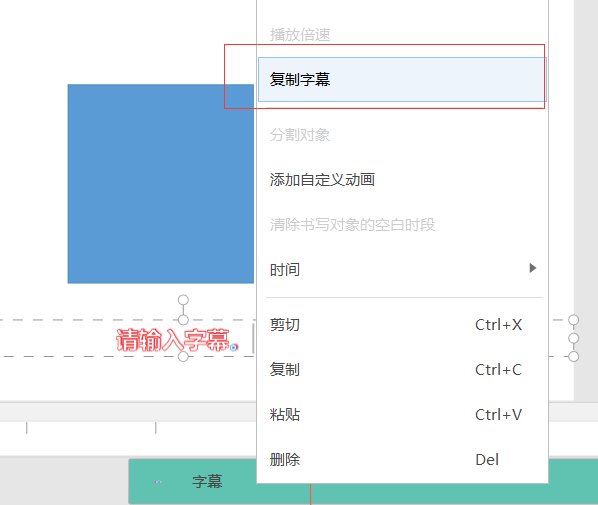 播放倍速
复制字幕
分割对象
添加自定义动画
清除书写对象的空白时段
时间
请输入字幕。
剪切 Ctrl+X
复制 Ctrl+C
粘贴 Ctrl+V
删除 Del
字幕